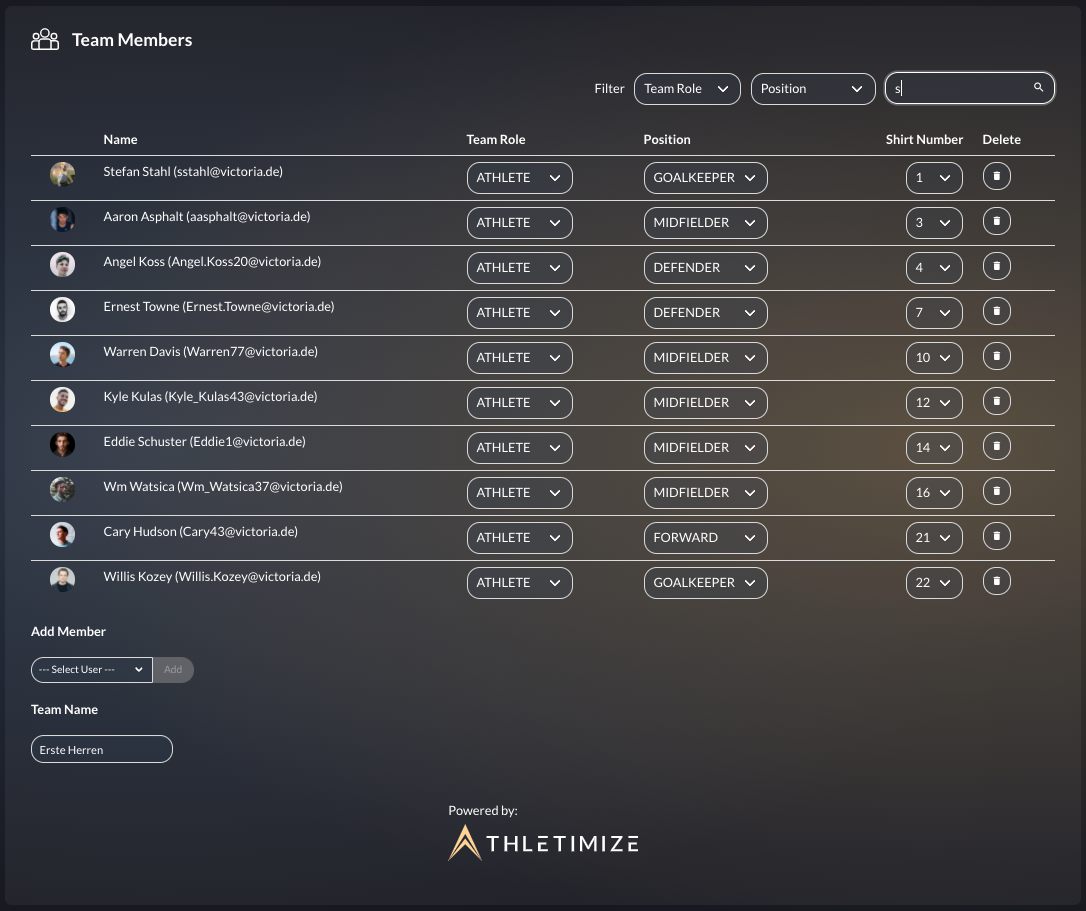 Team Members
Filter Team Role Position s
Name Team Role Position Shirt Number Delete
Stefan Stahl (sstahl@victoria.de) ATHLETE GOALKEEPER 1
Aaron Asphalt (aasphalt@victoria.de) ATHLETE MIDFIELDER 3
Angel Koss (Angel.Koss20@victoria.de) ATHLETE DEFENDER 4
Ernest Towne (Ernest.Towne@victoria.de) ATHLETE DEFENDER 7
Warren Davis (Warren77@victoria.de) ATHLETE MIDFIELDER 10
Kyle Kulas (Kyle_Kulas43@victoria.de) ATHLETE MIDFIELDER 12
Eddie Schuster (Eddie1@victoria.de) ATHLETE MIDFIELDER 14
Wm Watsica (Wm_Watsica37@victoria.de) ATHLETE MIDFIELDER 16
Cary Hudson (Cary43@victoria.de) ATHLETE FORWARD 21
Willis Kozey (Willis.Kozey@victoria.de) ATHLETE GOALKEEPER 22
Add Member
--- Select User --- Add
Team Name
Erste Herren
Powered by:
ATHLETIMIZE